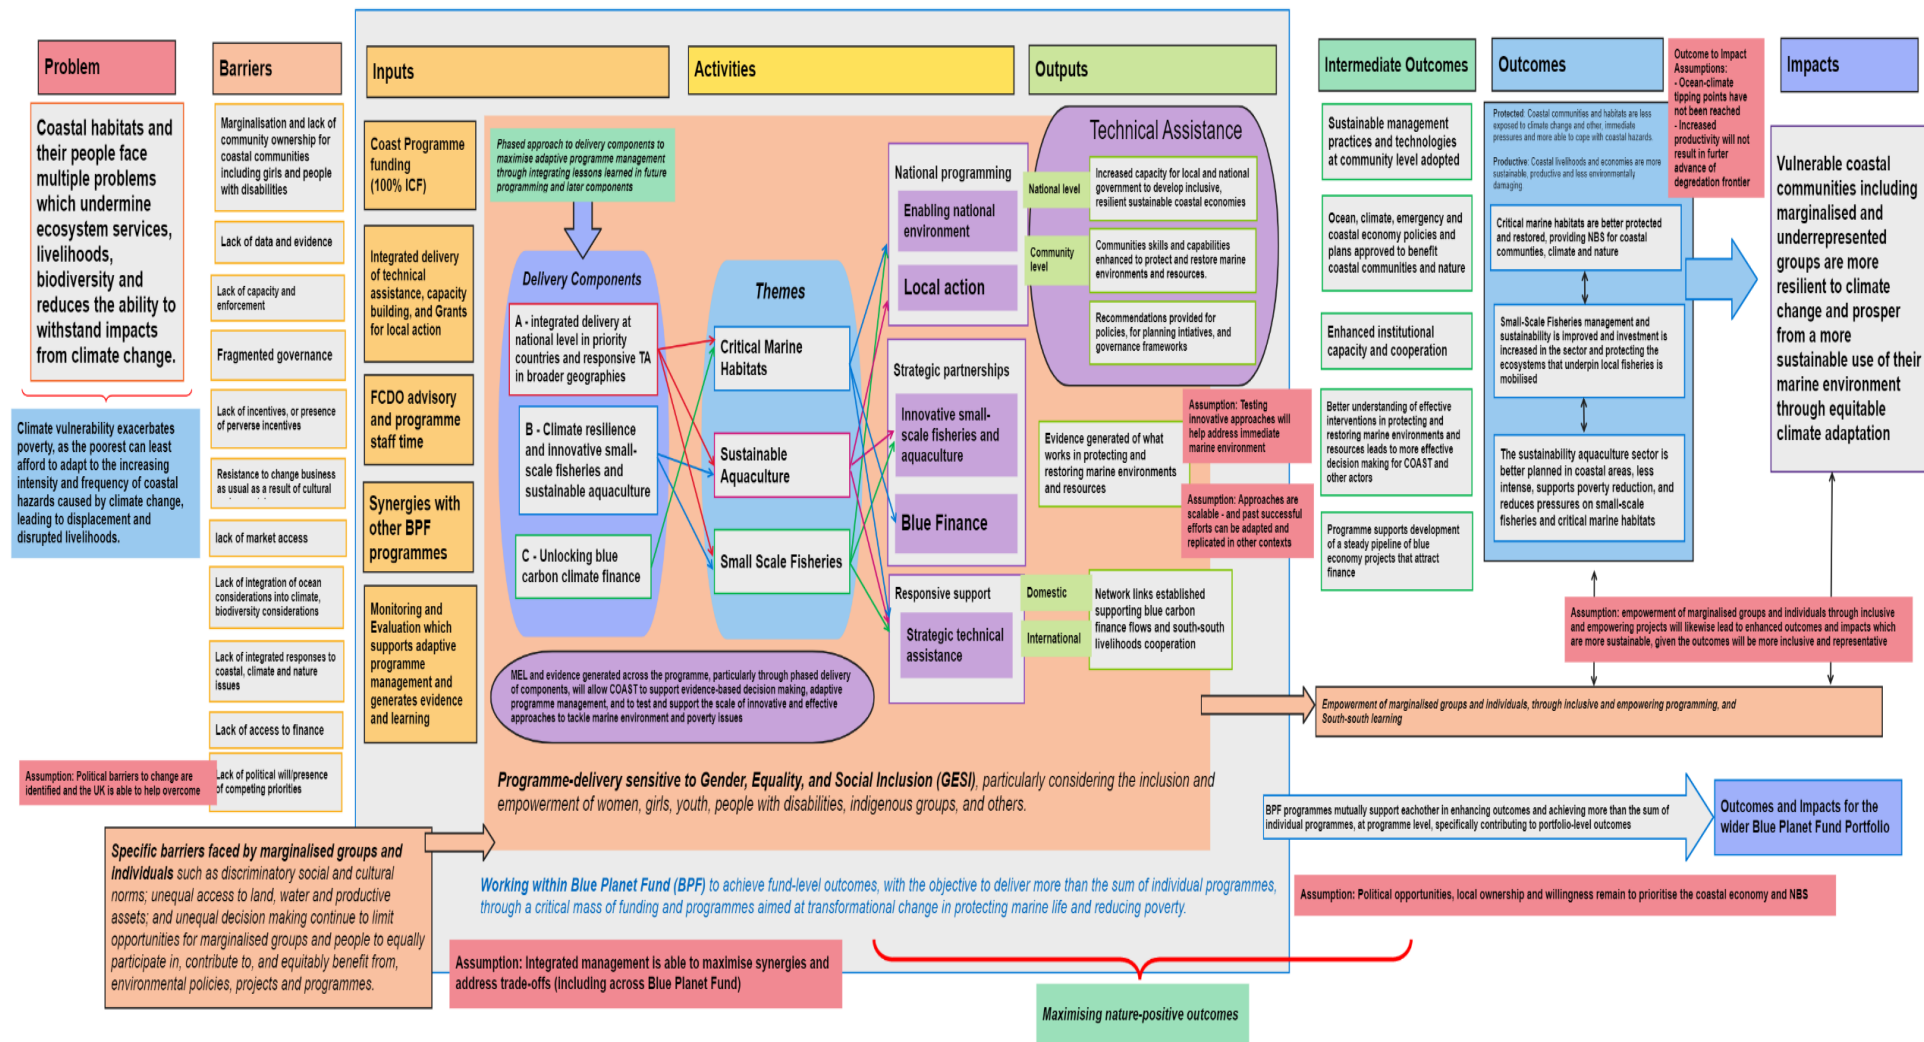 Problem
Coastal habitats and
their people face
multiple problems
which undermine
ecosystem services,
livelihoods,
biodiversity and
reduces the ability to
withstand impacts
from climate change.
Climate vulnerability exacerbates
poverty, as the poorest can least
afford to adapt to the increasing
intensity and frequency of coastal
hazards caused by climate change,
leading to displacement and
disrupted livelihoods.
Barriers
Marginalisation and lack of
community ownership for
coastal communities
including girls and people
with disabilities
Lack of data and evidence
Lack of capacity and
enforcement
Fragmented governance
Lack of incentives, or presence
of perverse incentives
Resistance to change business
as usual as a result of cultural
lack of market access
Lack of integration of ocean
considerations into climate,
biodiversity considerations
Lack of integrated responses to
coastal, climate and nature
Issues
Lack of access to finance
Lack of political will/presence
of competing priorities
Assumption: Political barriers to change are
identified and the UK is able to help overcome
Specific barriers faced by marginalised groups and
individuals such as discriminatory social and cultural
norms; unequal access to land, water and productive
assets; and unequal decision making continue to limit
opportunities for marginalised groups and people to equally
participate in, contribute to, and equitably benefit from,
environmental policies, projects and programmes.
Inputs
Coast Programme
funding
(100% ICF)
Integrated delivery
of technical
assistance, capacity
building, and Grants
for local action
FCDO advisory
and programme
staff time
Synergies with
other BPF
programmes
Monitoring and
Evaluation which
supports adaptive
programme
management and
generates evidence
and learning
Activities
Phased approach to delivery components to
maximise adaptive programme management
through integrating lessons learned in future
programming and later components
Delivery Components
A - integrated delivery at
national level in priority
countries and responsive TA
in broader geographies
B - Climate resilience
and innovative small-
scale fisheries and
sustainable aquaculture
C - Unlocking blue
carbon climate finance
Themes
Critical Marine
Habitats
Sustainable
Aquaculture
Small Scale Fisheries
National programming
Enabling national
environment
Local action
Strategic partnerships
Innovative small-
scale fisheries and
aquaculture
Blue Finance
Responsive support
Strategic technical
assistance
MEL and evidence generated across the programme, particularly through phased delivery
of components, will allow COAST to support evidence-based decision making, adaptive
programme management, and to test and support the scale of innovative and effective
approaches to tackle marine environment and poverty issues
Programme-delivery sensitive to Gender, Equality, and Social Inclusion (GESI), particularly considering the inclusion and
empowerment of women, girls, youth, people with disabilities, indigenous groups, and others.
Working within Blue Planet Fund (BPF) to achieve fund-level outcomes, with the objective to deliver more than the sum of individual programmes,
through a critical mass of funding and programmes aimed at transformational change in protecting marine life and reducing poverty.
Assumption: Integrated management is able to maximise synergies and
address trade-offs (including across Blue Planet Fund)
Outputs
Technical Assistance
National level
Increased capacity for local and national
government to develop inclusive,
resilient sustainable coastal economies
Community
level
Communities skills and capabilities
enhanced to protect and restore marine
environments and resources.
Recommendations provided for
policies, for planning intiatives, and
governance frameworks
Evidence generated of what
works in protecting and
restoring marine environments
and resources
Assumption: Testing
innovative approaches will
help address immediate
marine environment
Assumption: Approaches are
scalable - and past successful
efforts can be adapted and
replicated in other contexts
Domestic
International
Network links established
supporting blue carbon
finance flows and south-south
livelihoods cooperation
Maximising nature-positive outcomes
Intermediate Outcomes
Sustainable management
practices and technologies
at community level adopted
Ocean, climate, emergency and
coastal economy policies and
plans approved to benefit
coastal communities and nature
Enhanced institutional
capacity and cooperation
Better understanding of effective
interventions in protecting and
restoring marine environments and
resources leads to more effective
decision making for COAST and
other actors
Programme supports development
of a steady pipeline of blue
economy projects that attract
finance
Outcomes
Protected: Coastal communities and habitats are less
exposed to climate change and other, immediate
pressures and more able to cope with coastal hazards.
Productive: Coastal livelihoods and economies are more
sustainable, productive and less environmentally
damaging
Critical marine habitats are better protected
and restored, providing NBS for coastal
communties, climate and nature
Small-Scale Fisheries management and
sustainability is improved and investment is
increased in the sector and protecting the
ecosystems that underpin local fisheries is
mobilised
The sustainability aquaculture sector is
better planned in coastal areas, less
intense, supports poverty reduction, and
reduces pressures on small-scale
fisheries and critical marine habitats
Outcome to Impact
Assumptions:
- Ocean-climate
tipping points have
not been reached
- Increased
productivity will not
result in furter
advance of
degredation frontier
Impacts
Vulnerable coastal
communities including
marginalised and
underrepresented
groups are more
resilient to climate
change and prosper
from a more
sustainable use of their
marine environment
through equitable
climate adaptation
Assumption: empowerment of marginalised groups and individuals through inclusive
and empowering projects will likewise lead to enhanced outcomes and impacts which
are more sustainable, given the outcomes will be more inclusive and representative
Empowerment of marginalised groups and individuals, through inclusive and empowering programming, and
South-south learning
BPF programmes mutually support eachother in enhancing outcomes and achieving more than the sum of
individual programmes, at programme level, specifically contributing to portfolio-level outcomes
Outcomes and Impacts for the
wider Blue Planet Fund Portfolio
Assumption: Political opportunities, local ownership and willingness remain to prioritise the coastal economy and NBS